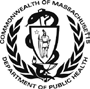 COMMONWEALTH OF MASSACHUSETTS
DEPARTMENT OF PUBLIC HEALTH